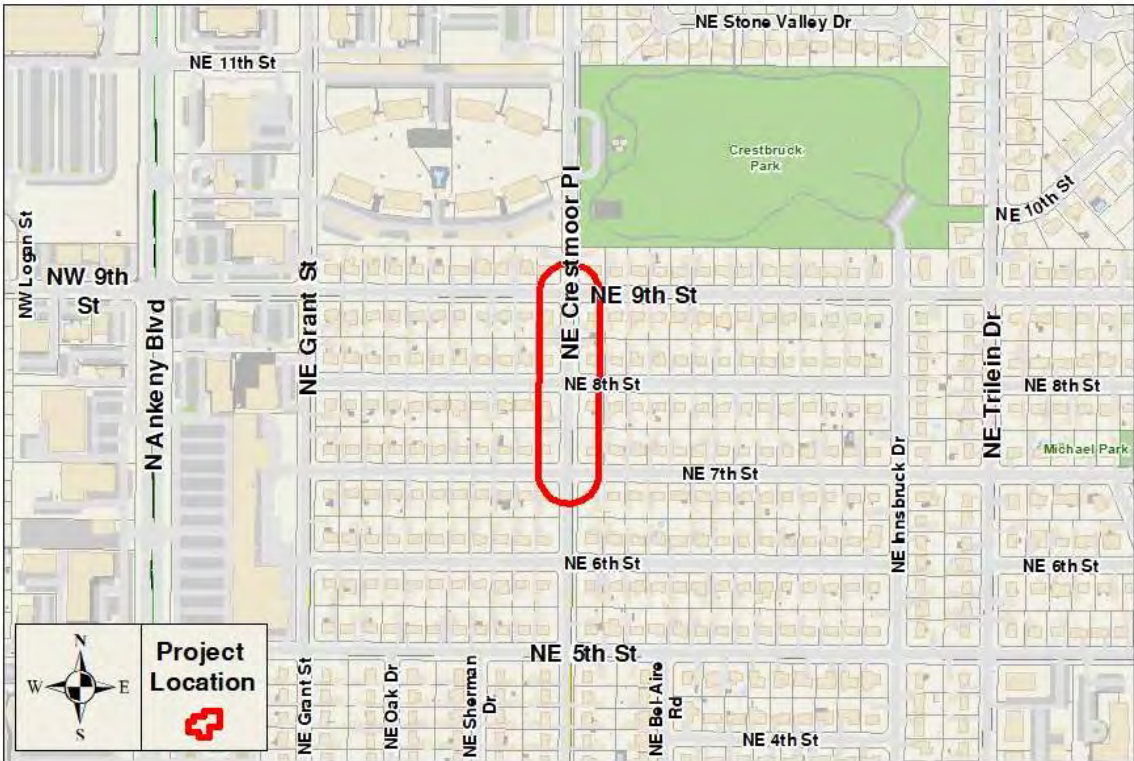 NE Stone Valley Dr
NE 11th St
Crestbruck
Park
NE 10th St
NW Logan St
NW 9th
St
N Ankeny Blvd
NE Grant St
NE Crestmoor Pl
NE 9th St
NE 8th St
NE Trilein Dr
NE 8th St
Michael Park
NE 7th St
NE Innsbruck Dr
NE 6th St
NE 6th St
NE 5th St
NE Grant St
NE Oak Dr
NE Sherman
Dr
NE Bel-Aire
Rd
NE 4th St
N
W
E
S
Project
Location